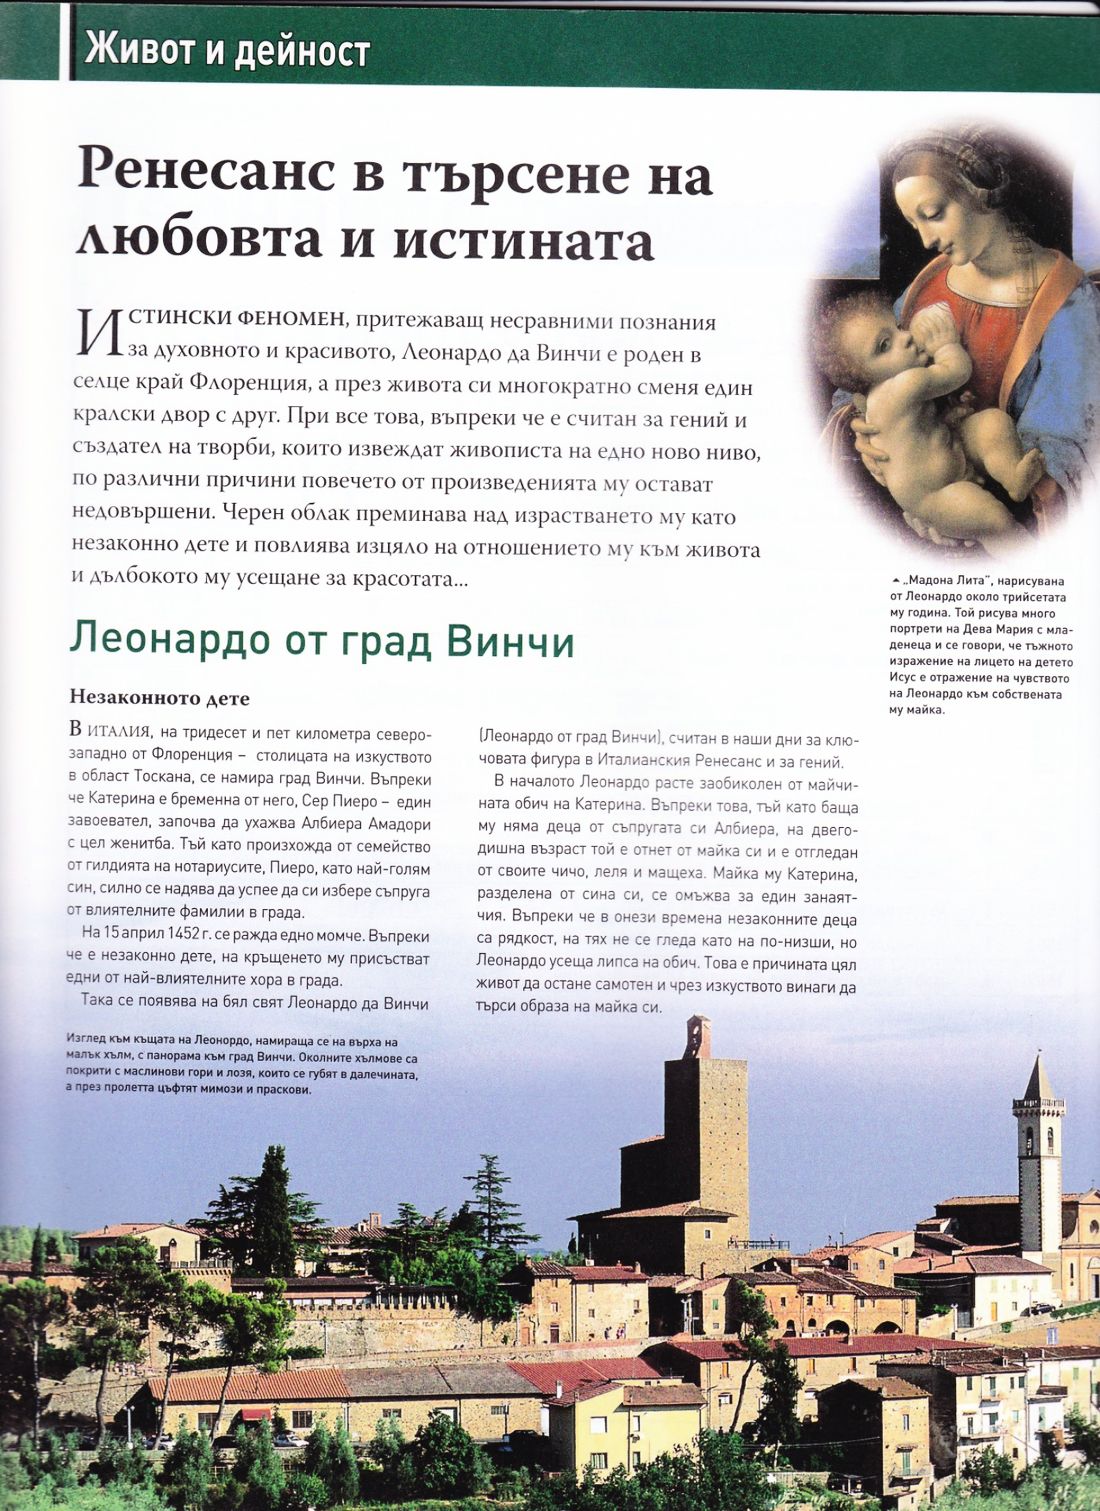 Живот и дейност
Ренесанс в търсене на
любовта и истината
ИСТИНСКИ ФЕНОМЕН, притежаващ несравними познания
за духовното и красивото, Леонардо да Винчи е роден в
селце край Флоренция, а през живота си многократно сменя един
кралски двор с друг. При все това, въпреки че е считан за гений и
създател на творби, които извеждат живописта на едно ново ниво,
по различни причини повечето от произведенията му остават
недовършени. Черен облак преминава над израстването му като
незаконно дете и повлиява изцяло на отношението му към живота
и дълбокото му усещане за красотата...
„Мадона Лита", нарисувана
от Леонардо около трийсетата
му година. Той рисува много
портрети на Дева Мария с мла-
денеца и се говори, че тъжното
изражение на лицето на детето
Исус е отражение на чувството
на Леонардо към собствената
му майка.
Леонардо от град Винчи
Незаконното дете
В ИТАЛИЯ, на тридесет и пет километра северо-
западно от Флоренция – столицата на изкуството
в област Тоскана, се намира град Винчи. Въпреки
че Катерина е бременна от него, Сер Пиеро – един
завоевател, започва да ухажва Албиера Амадори
с цел женитба. Тъй като произхожда от семейство
от гилдията на нотариусите, Пиеро, като най-голям
син, силно се надява да успее да си избере съпруга
от влиятелните фамилии в града.
На 15 април 1452 г. се ражда едно момче. Въпреки
че е незаконно дете, на кръщенето му присъстват
едни от най-влиятелните хора в града.
Така се появява на бял свят Леонардо да Винчи
(Леонардо от град Винчи), считан в наши дни за клю-
човата фигура в Италианския Ренесанс и за гений.
В началото Леонардо расте заобиколен от майчи-
ната обич на Катерина. Въпреки това, тъй като баща
му няма деца от съпругата си Албиера, на двего-
дишна възраст той е отнет от майка си и е отгледан
от своите чичо, леля и мащеха. Майка му Катерина,
разделена от сина си, се омъжва за един занаят-
чия. Въпреки че в онези времена незаконните деца
са рядкост, на тях не се гледа като на по-низши, но
Леонардо усеща липса на обич. Това е причината цял
живот да остане самотен и чрез изкуството винаги да
търси образа на майка си.
Изглед към къщата на Леонордо, намираща се на върха на
малък хълм, с панорама към град Винчи. Околните хълмове са
покрити с маслинови гори и лозя, които се губят в далечината,
а през пролетта цъфтят мимози и праскови.